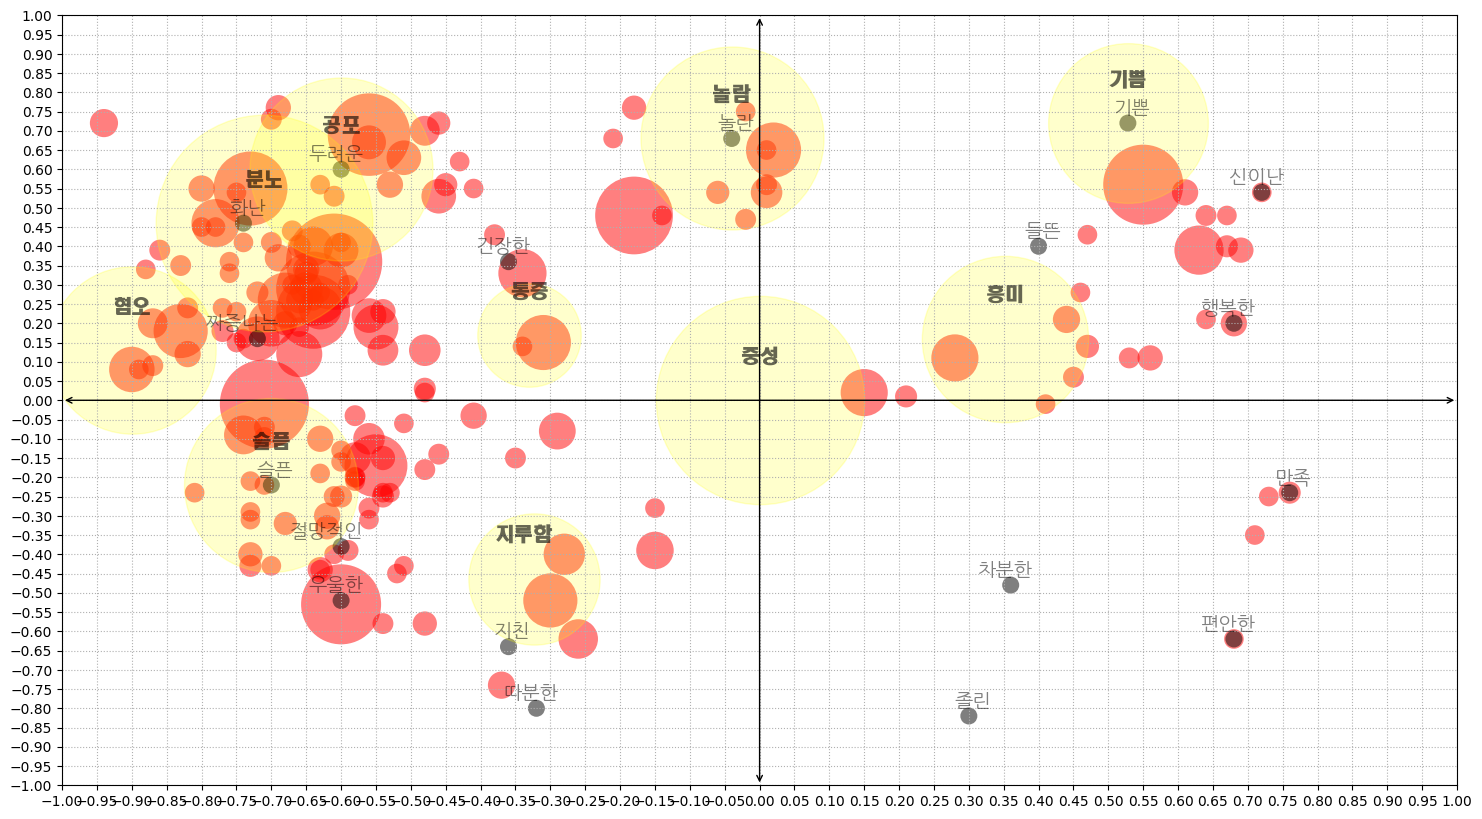 1.00
0.95
0.90
0.85
0.80
0.75
0.70
0.65
0.60
0.55
0.50
0.45
0.40
0.35
0.30
0.25
0.20
0.15
0.10
0.05
0.00
−0.05
−0.10
−0.15
−0.20
−0.25
−0.30
−0.35
−0.40
−0.45
−0.50
−0.55
−0.60
−0.65
−0.70
−0.75
−0.80
−0.85
−0.90
−0.95
−1.00
기쁨
기쁜
놀람
놀란
공포
두려운
분노
화난
신이난
들뜬
긴장한
통증
흥미
혐오
짜증나는
행복한
중성
슬픔
슬픈
만족
절망적인
지루함
우울한
차분한
지친
편안한
따분한
졸린
−1.00−0.95−0.90−0.85−0.80−0.75−0.70−0.65−0.60−0.55−0.50−0.45−0.40−0.35−0.30−0.25−0.20−0.15−0.10−0.05 0.00 0.05 0.10 0.15 0.20 0.25 0.30 0.35 0.40 0.45 0.50 0.55 0.60 0.65 0.70 0.75 0.80 0.85 0.90 0.95 1.00